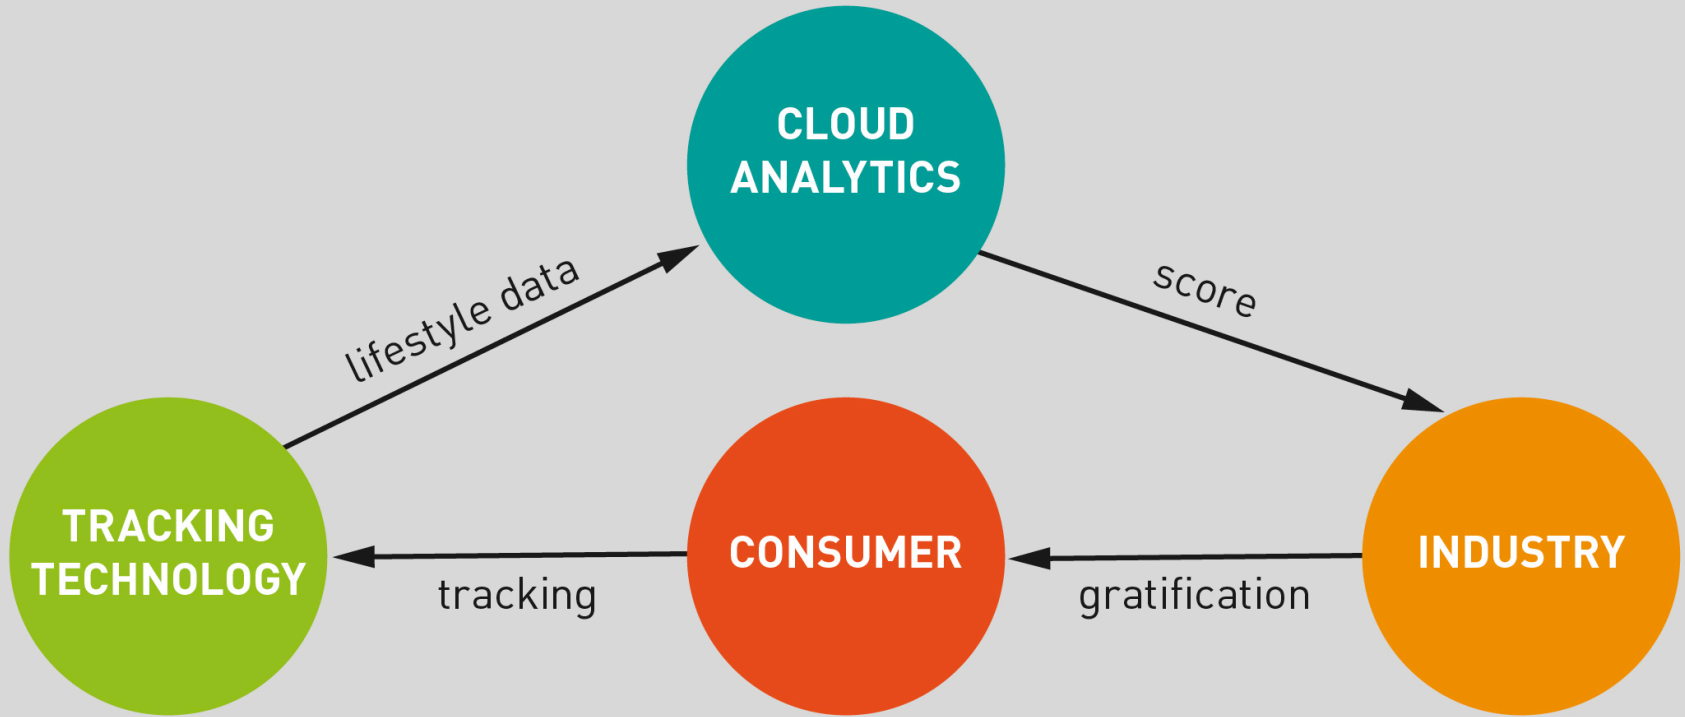 CLOUD
ANALYTICS
lifestyle data
score
TRACKING
TECHNOLOGY
tracking
CONSUMER
gratification
INDUSTRY